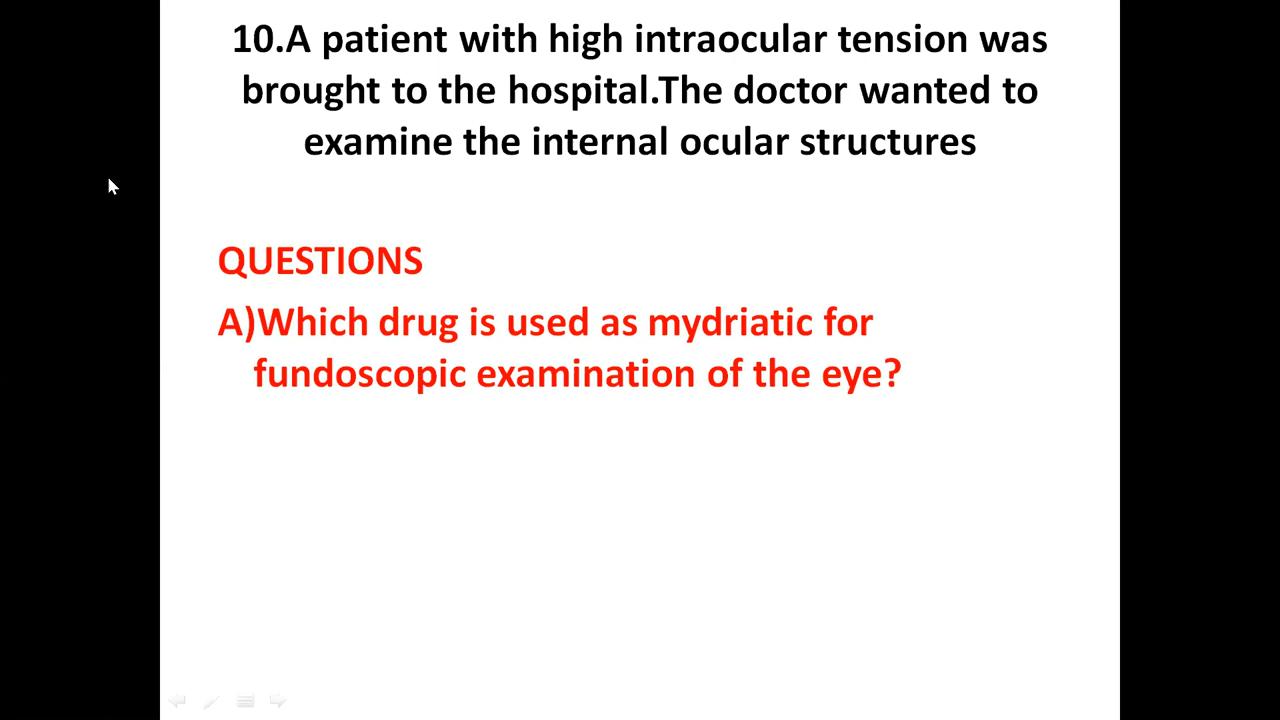 10.A patient with high intraocular tension was
brought to the hospital.The doctor wanted to
examine the internal ocular structures
QUESTIONS
A)Which drug is used as mydriatic for
fundoscopic examination of the eye?